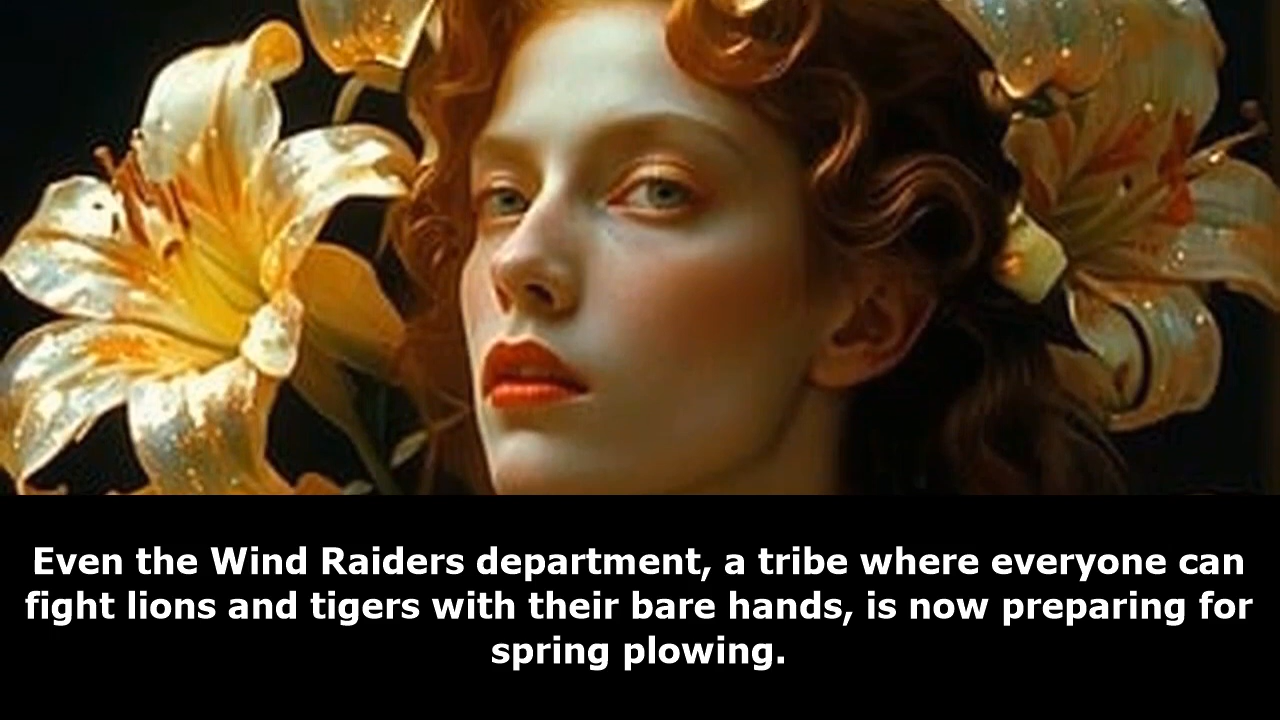 Even the Wind Raiders department, a tribe where everyone can
fight lions and tigers with their bare hands, is now preparing for
spring plowing.